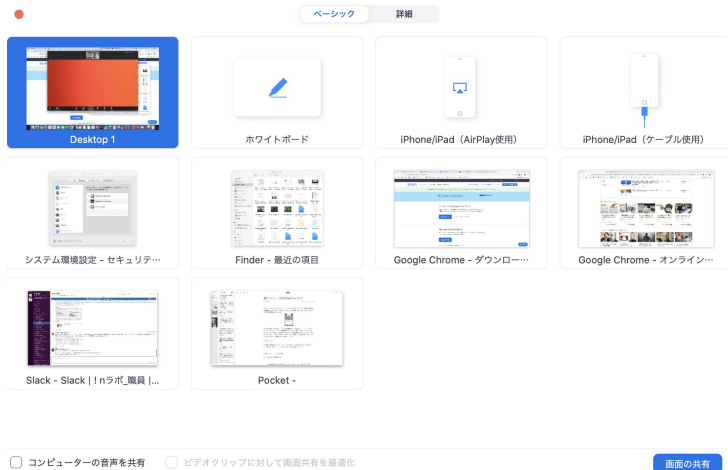 ベーシック
詳細
Desktop 1
ホワイトボード
iPhone/iPad（AirPlay使用）
iPhone/iPad（ケーブル使用）
システム環境設定 - セキュリテ…
Finder - 最近の項目
Google Chrome - ダウンロー…
Google Chrome - オンライン…
Slack - Slack | ! nラボ_職員 |...
Pocket -
コンピューターの音声を共有
ビデオクリップに対して画面共有を最適化
画面の共有